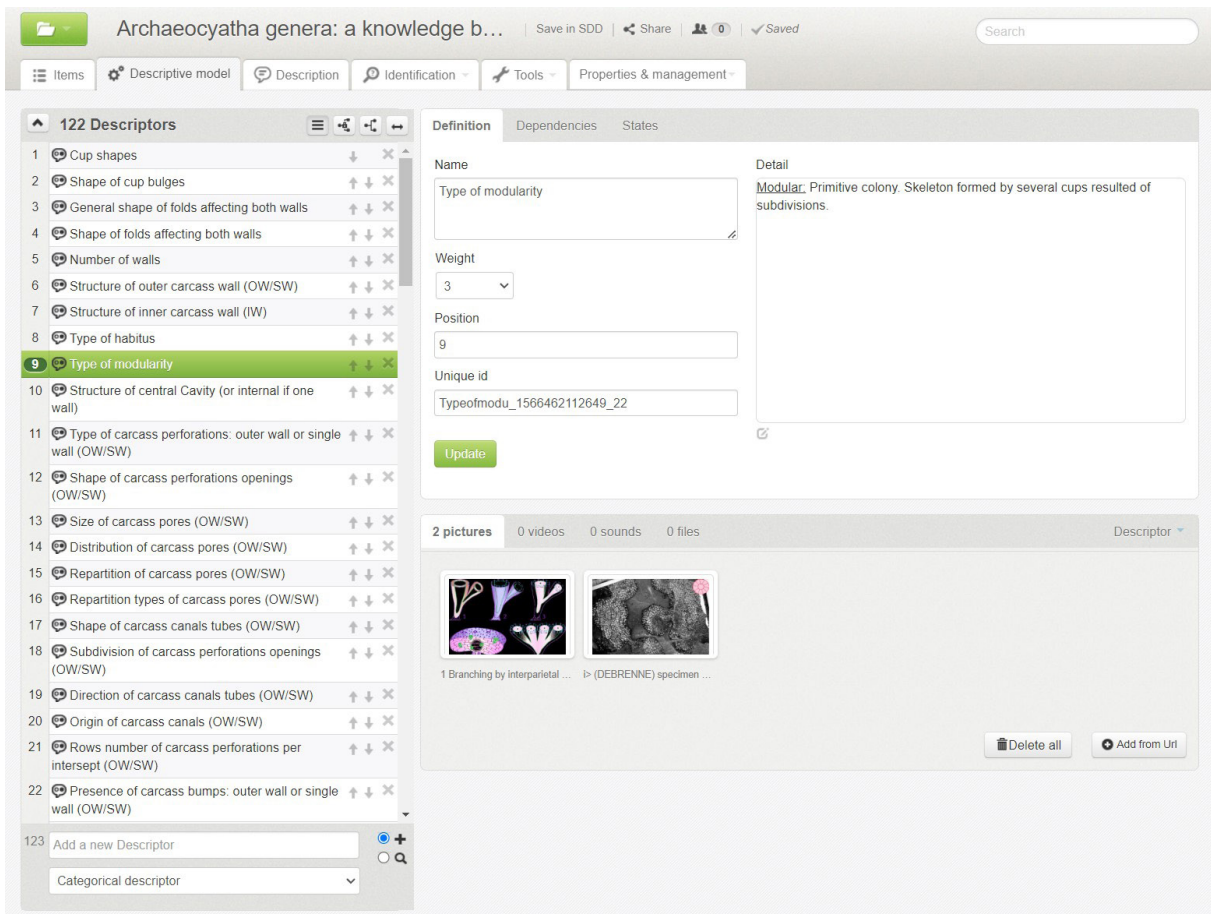 Archaeocyatha genera: a knowledge b...
Save in SDD
Share
0
Saved
Search
Items
Descriptive model
Description
Identification
Tools
Properties & management
122 Descriptors
1 Cup shapes
2 Shape of cup bulges
3 General shape of folds affecting both walls
4 Shape of folds affecting both walls
5 Number of walls
6 Structure of outer carcass wall (OW/SW)
7 Structure of inner carcass wall (IW)
8 Type of habitus
9 Type of modularity
10 Structure of central Cavity (or internal if one
wall)
11 Type of carcass perforations: outer wall or single
wall (OW/SW)
12 Shape of carcass perforations openings
(OW/SW)
13 Size of carcass pores (OW/SW)
14 Distribution of carcass pores (OW/SW)
15 Repartition of carcass pores (OW/SW)
16 Repartition types of carcass pores (OW/SW)
17 Shape of carcass canals tubes (OW/SW)
18 Subdivision of carcass perforations openings
(OW/SW)
19 Direction of carcass canals tubes (OW/SW)
20 Origin of carcass canals (OW/SW)
21 Rows number of carcass perforations per
intersept (OW/SW)
22 Presence of carcass bumps: outer wall or single
wall (OW/SW)
123 Add a new Descriptor
Categorical descriptor
Definition
Dependencies
States
Name
Type of modularity
Weight
3
Position
9
Unique id
Typeofmodu_1566462112649_22
Update
Detail
Modular: Primitive colony. Skeleton formed by several cups resulted of
subdivisions.
2 pictures
0 videos
0 sounds
0 files
Descriptor
1 Branching by interparietal ...
i> (DEBRENNE) specimen ...
Delete all
Add from Url